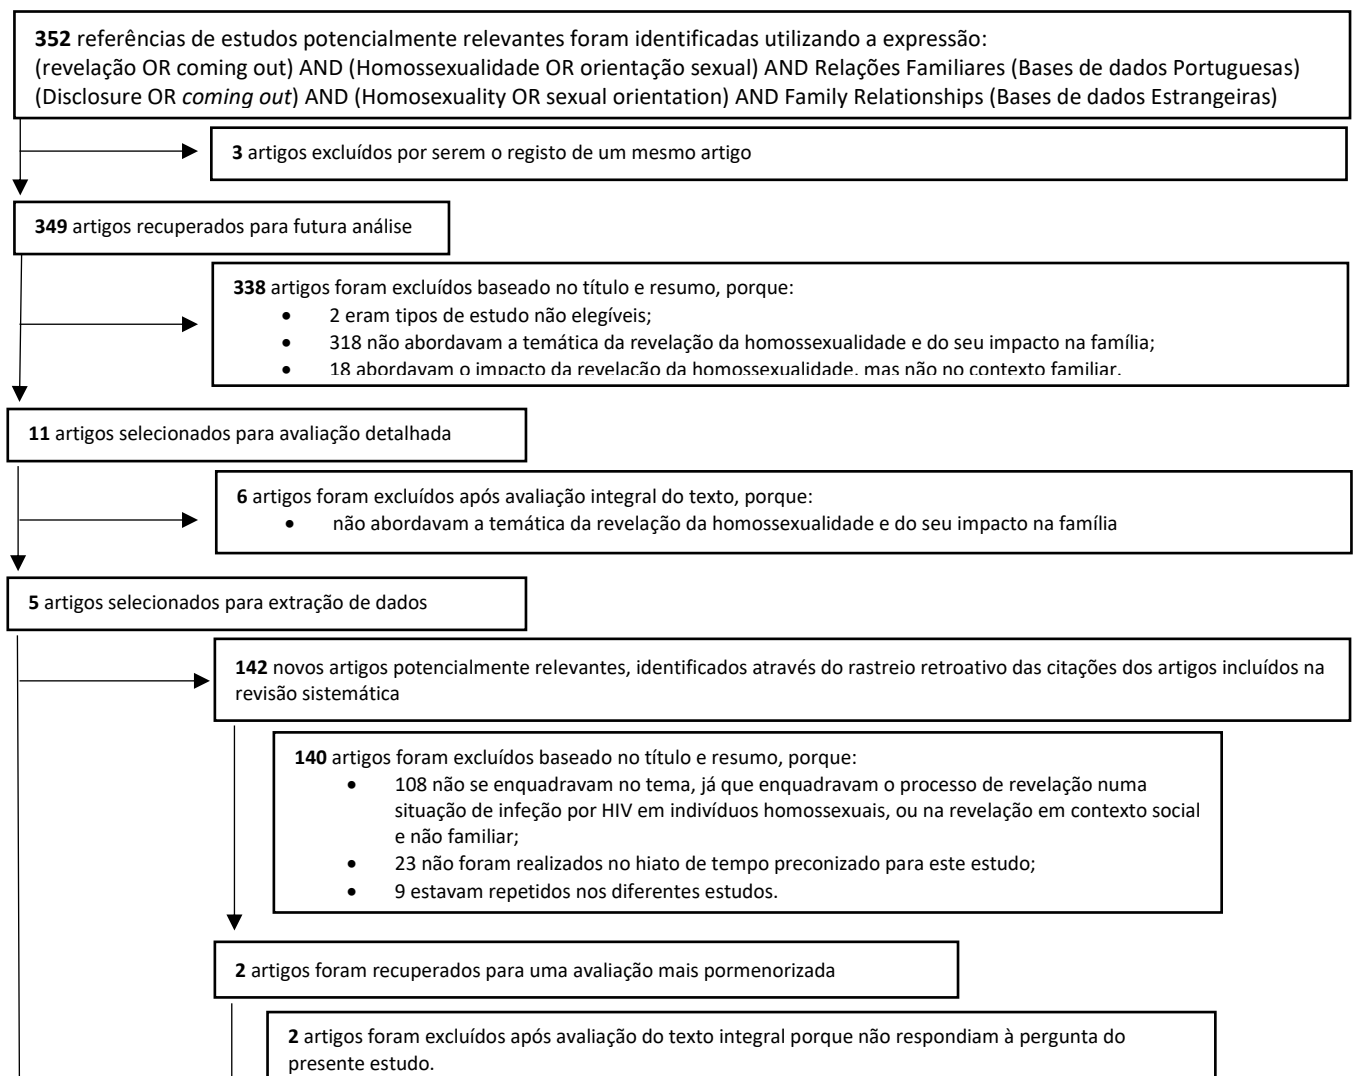 352 referências de estudos potencialmente relevantes foram identificadas utilizando a expressão:
(revelação OR coming out) AND (Homossexualidade OR orientação sexual) AND Relações Familiares (Bases de dados Portuguesas)
(Disclosure OR coming out) AND (Homosexuality OR sexual orientation) AND Family Relationships (Bases de dados Estrangeiras)
3 artigos excluídos por serem o registo de um mesmo artigo
349 artigos recuperados para futura análise
338 artigos foram excluídos baseado no título e resumo, porque:
• 2 eram tipos de estudo não elegíveis;
• 318 não abordavam a temática da revelação da homossexualidade e do seu impacto na família;
• 18 abordavam o impacto da revelação da homossexualidade, mas não no contexto familiar.
11 artigos selecionados para avaliação detalhada
6 artigos foram excluídos após avaliação integral do texto, porque:
• não abordavam a temática da revelação da homossexualidade e do seu impacto na família
5 artigos selecionados para extração de dados
142 novos artigos potencialmente relevantes, identificados através do rastreio retroativo das citações dos artigos incluídos na
revisão sistemática
140 artigos foram excluídos baseado no título e resumo, porque:
• 108 não se enquadravam no tema, já que enquadravam o processo de revelação numa
situação de infeção por HIV em indivíduos homossexuais, ou na revelação em contexto social
e não familiar;
• 23 não foram realizados no hiato de tempo preconizado para este estudo;
• 9 estavam repetidos nos diferentes estudos.
2 artigos foram recuperados para uma avaliação mais pormenorizada
2 artigos foram excluídos após avaliação do texto integral porque não respondiam à pergunta do
presente estudo.